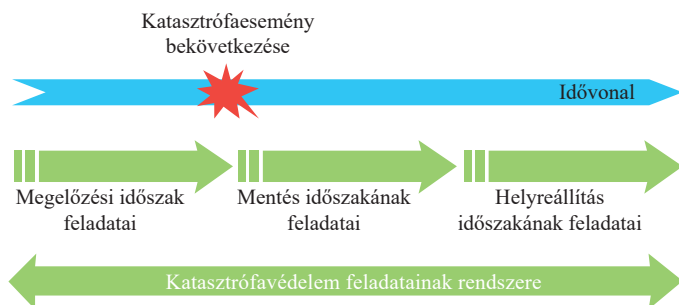 Katasztrófaesemény
bekövetkezése
Idővonal
Megelőzési időszak
feladatai
Mentés időszakának
feladatai
Helyreállítás
időszakának feladatai
Katasztrófavédelem feladatainak rendszere